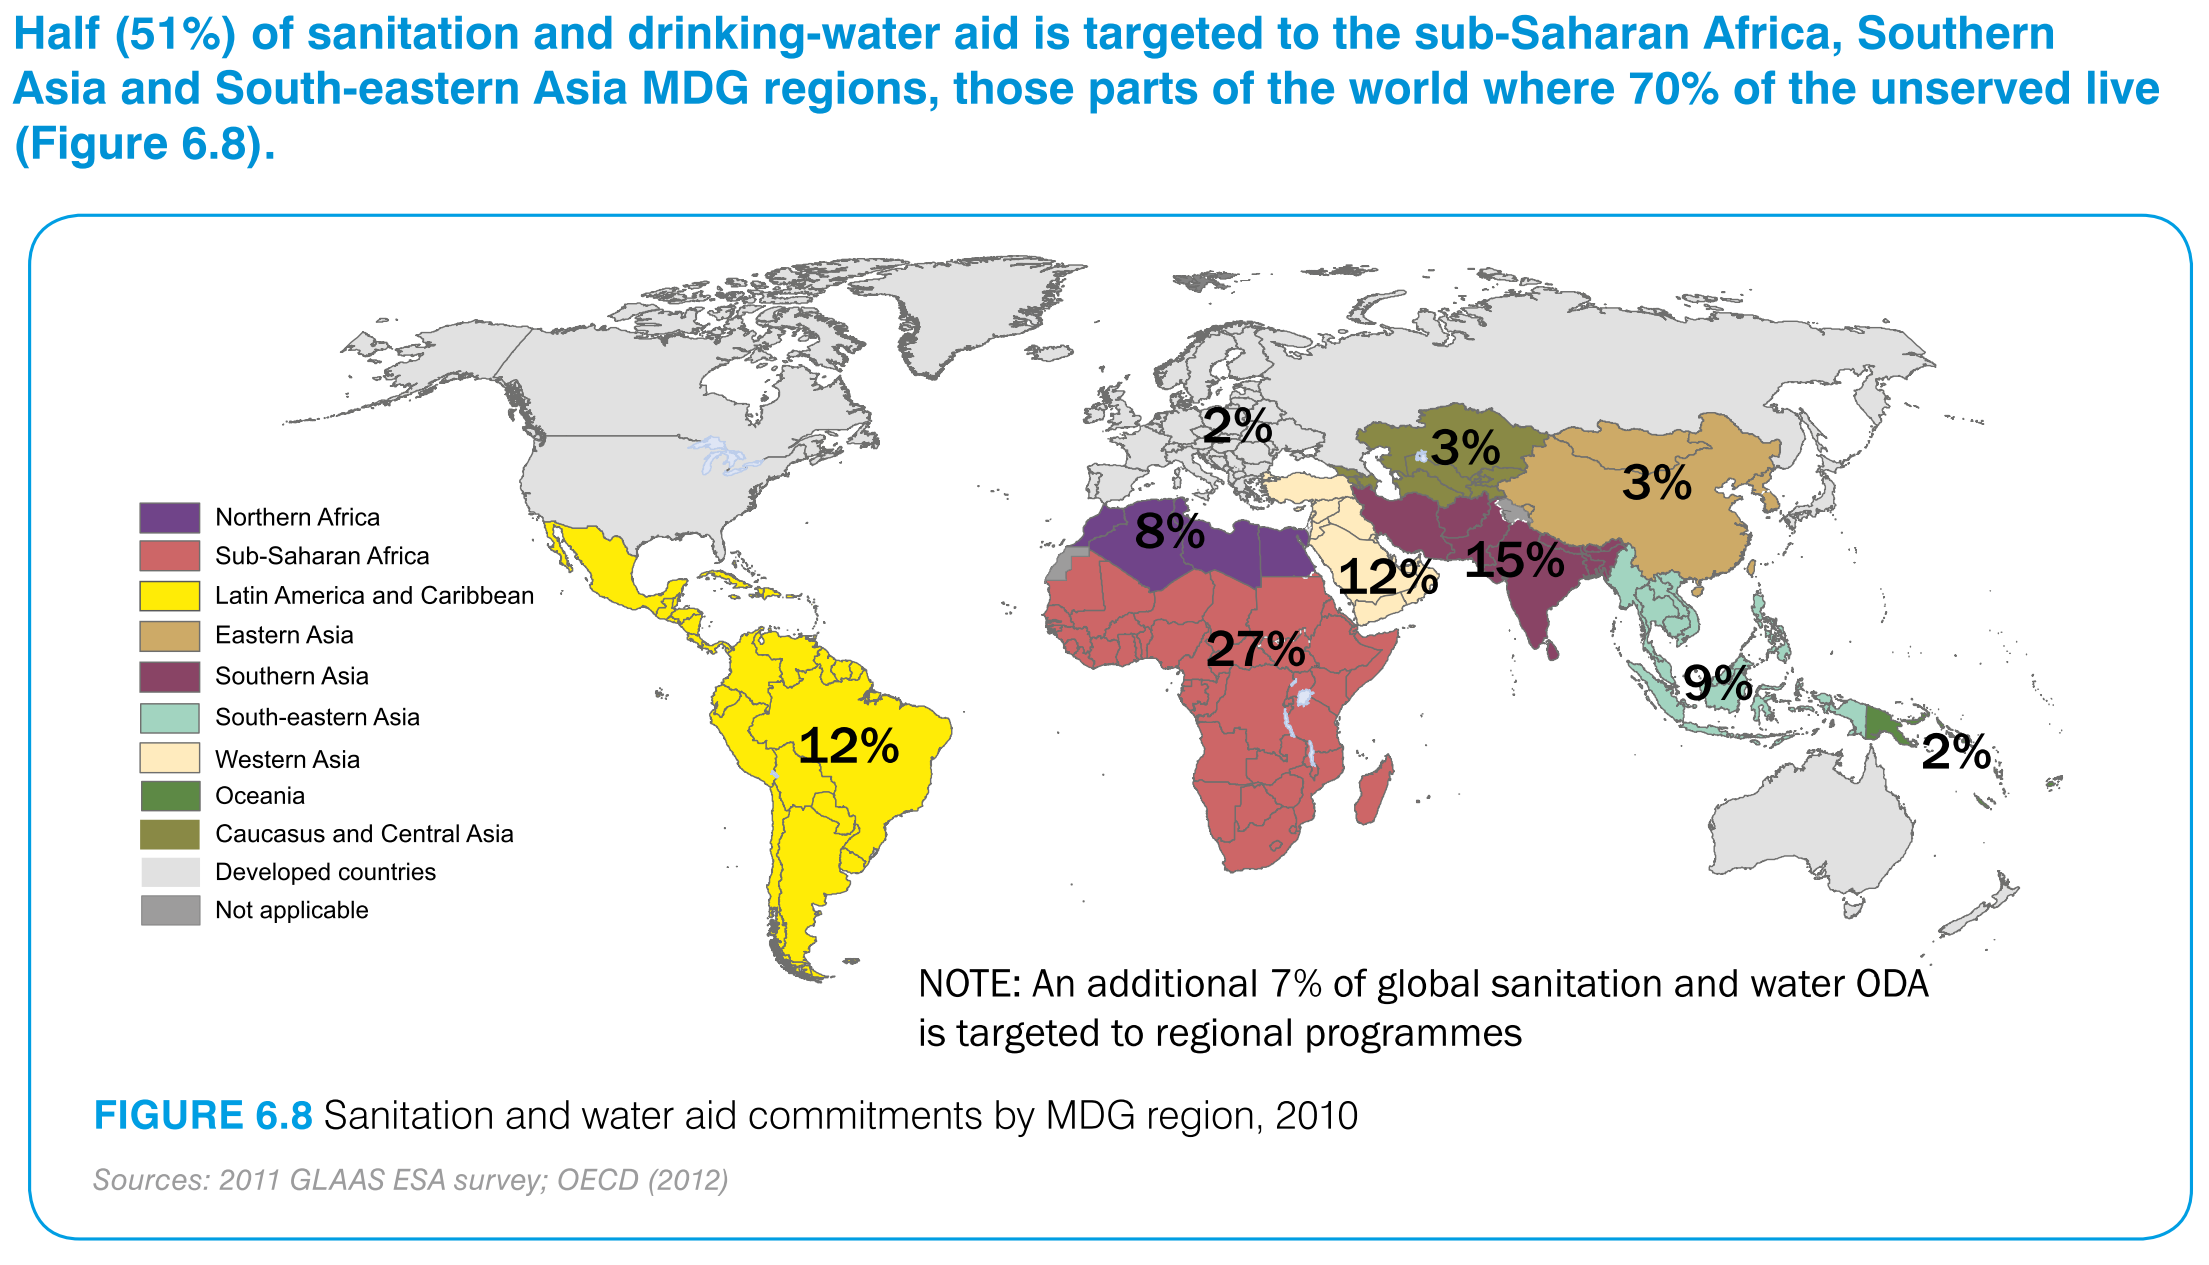 Half (51%) of sanitation and drinking-water aid is targeted to the sub-Saharan Africa, Southern
Asia and South-eastern Asia MDG regions, those parts of the world where 70% of the unserved live
(Figure 6.8).
2%
3%
3%
8%
15%
12%
27%
9%
12%
2%
Northern Africa
Sub-Saharan Africa
Latin America and Caribbean
Eastern Asia
Southern Asia
South-eastern Asia
Western Asia
Oceania
Caucasus and Central Asia
Developed countries
Not applicable
NOTE: An additional 7% of global sanitation and water ODA
is targeted to regional programmes
FIGURE 6.8 Sanitation and water aid commitments by MDG region, 2010
Sources: 2011 GLAAS ESA survey; OECD (2012)